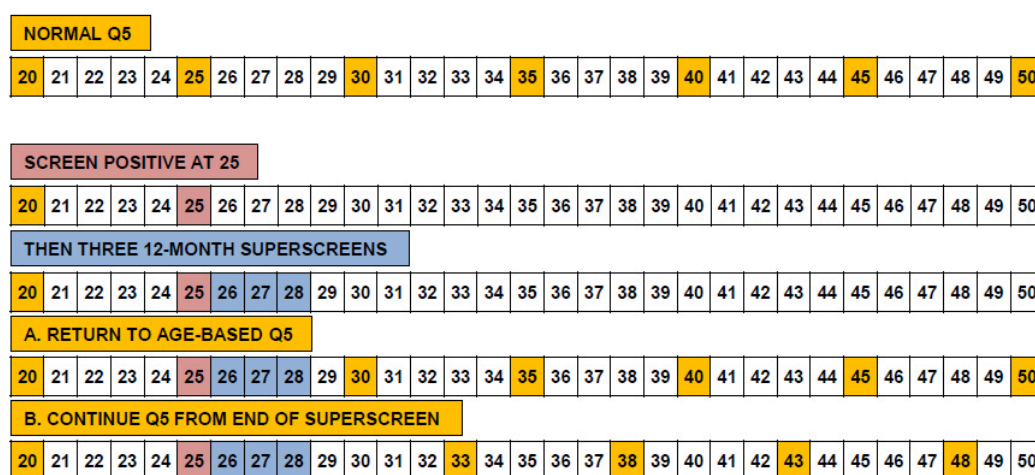 NORMAL Q5
20 21 22 23 24 25 26 27 28 29 30 31 32 33 34 35 36 37 38 39 40 41 42 43 44 45 46 47 48 49 50
SCREEN POSITIVE AT 25
20 21 22 23 24 25 26 27 28 29 30 31 32 33 34 35 36 37 38 39 40 41 42 43 44 45 46 47 48 49 50
THEN THREE 12-MONTH SUPERSCREENS
20 21 22 23 24 25 26 27 28 29 30 31 32 33 34 35 36 37 38 39 40 41 42 43 44 45 46 47 48 49 50
A. RETURN TO AGE-BASED Q5
20 21 22 23 24 25 26 27 28 29 30 31 32 33 34 35 36 37 38 39 40 41 42 43 44 45 46 47 48 49 50
B. CONTINUE Q5 FROM END OF SUPERSCREEN
20 21 22 23 24 25 26 27 28 29 30 31 32 33 34 35 36 37 38 39 40 41 42 43 44 45 46 47 48 49 50